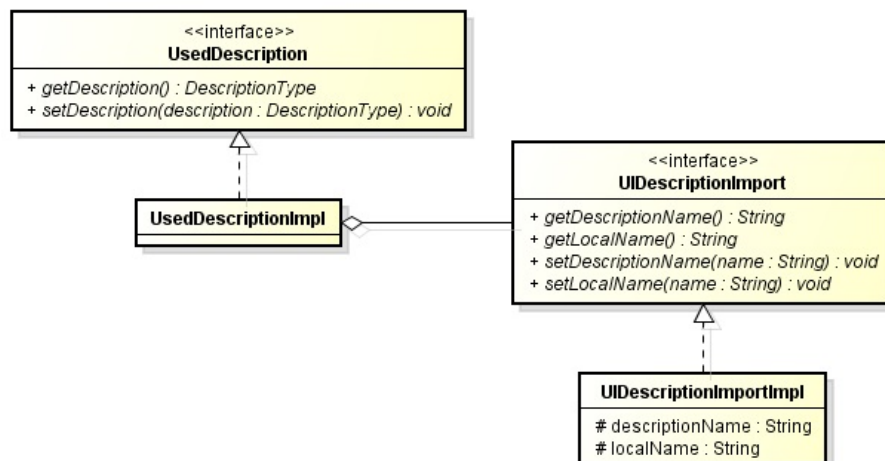 <<interface>>
UsedDescription
+ getDescription() : DescriptionType
+ setDescription(description : DescriptionType) : void
<<interface>>
UIDescriptionImport
UsedDescriptionImpl
+ getDescriptionName() : String
+ getLocalName() : String
+ setDescriptionName(name : String) : void
+ setLocalName(name : String) : void
UIDescriptionImportImpl
# descriptionName : String
# localName : String